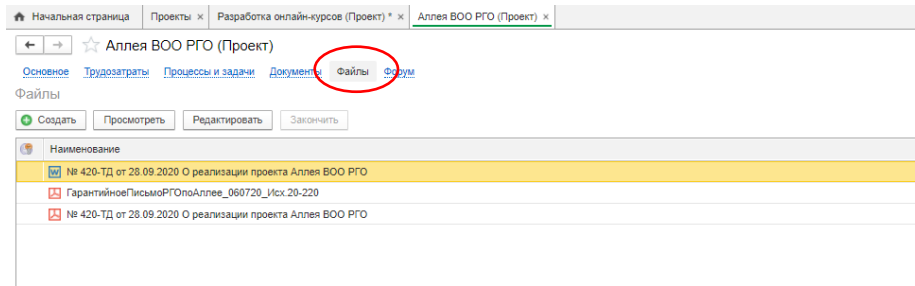 Начальная страница Проекты × Разработка онлайн-курсов (Проект) * × Аллея ВОО РГО (Проект) ×
Аллея ВОО РГО (Проект)
Основное Трудозатраты Процессы и задачи Документы Файлы Форум
Файлы
Создать Просмотреть Редактировать Закончить
Наименование
№ 420-ТД от 28.09.2020 О реализации проекта Аллея ВОО РГО
ГарантийноеПисьмоРГОпоАллее_060720_Исх.20-220
№ 420-ТД от 28.09.2020 О реализации проекта Аллея ВОО РГО